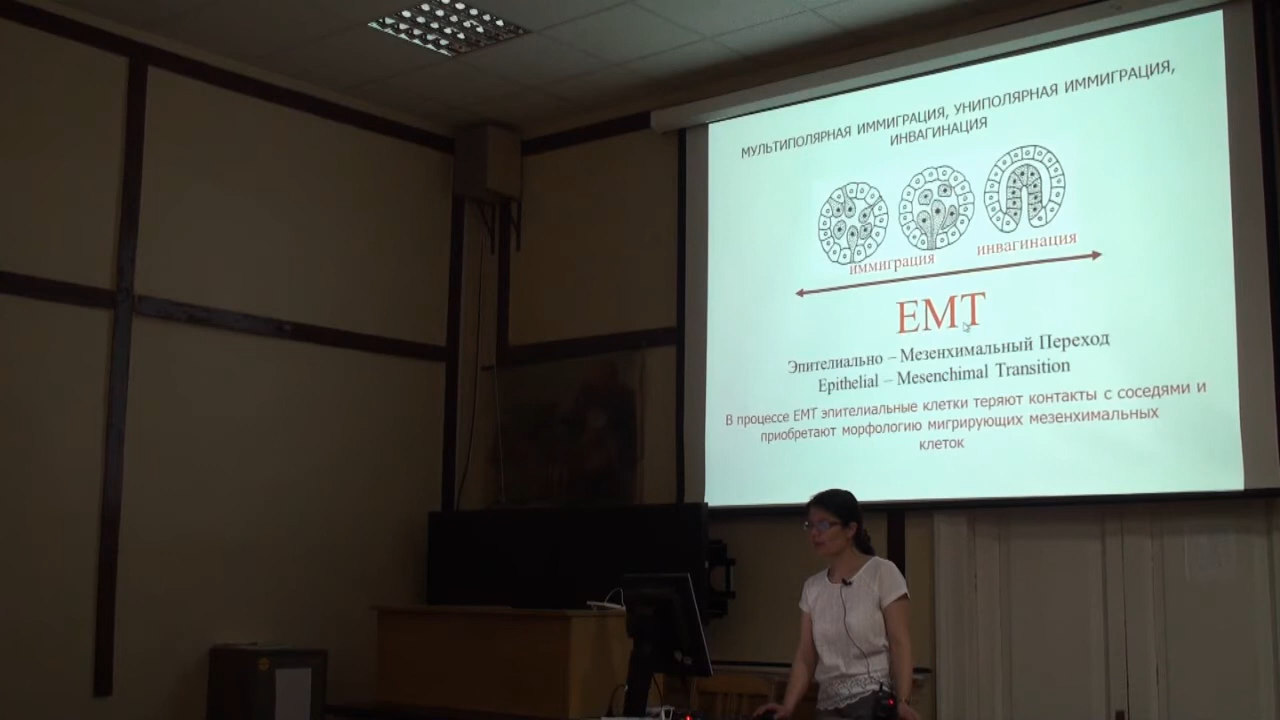 МУЛЬТИПОЛЯРНАЯ ИММИГРАЦИЯ, УНИПОЛЯРНАЯ ИММИГРАЦИЯ,
ИНВАГИНАЦИЯ
иммиграция инвагинация
ЕМТ
Эпителиально – Мезенхимальный Переход
Epithelial – Mesenchimal Transition
В процессе ЕМТ эпителиальные клетки теряют контакты с соседями и
приобретают морфологию мигрирующих мезенхимальных
клеток